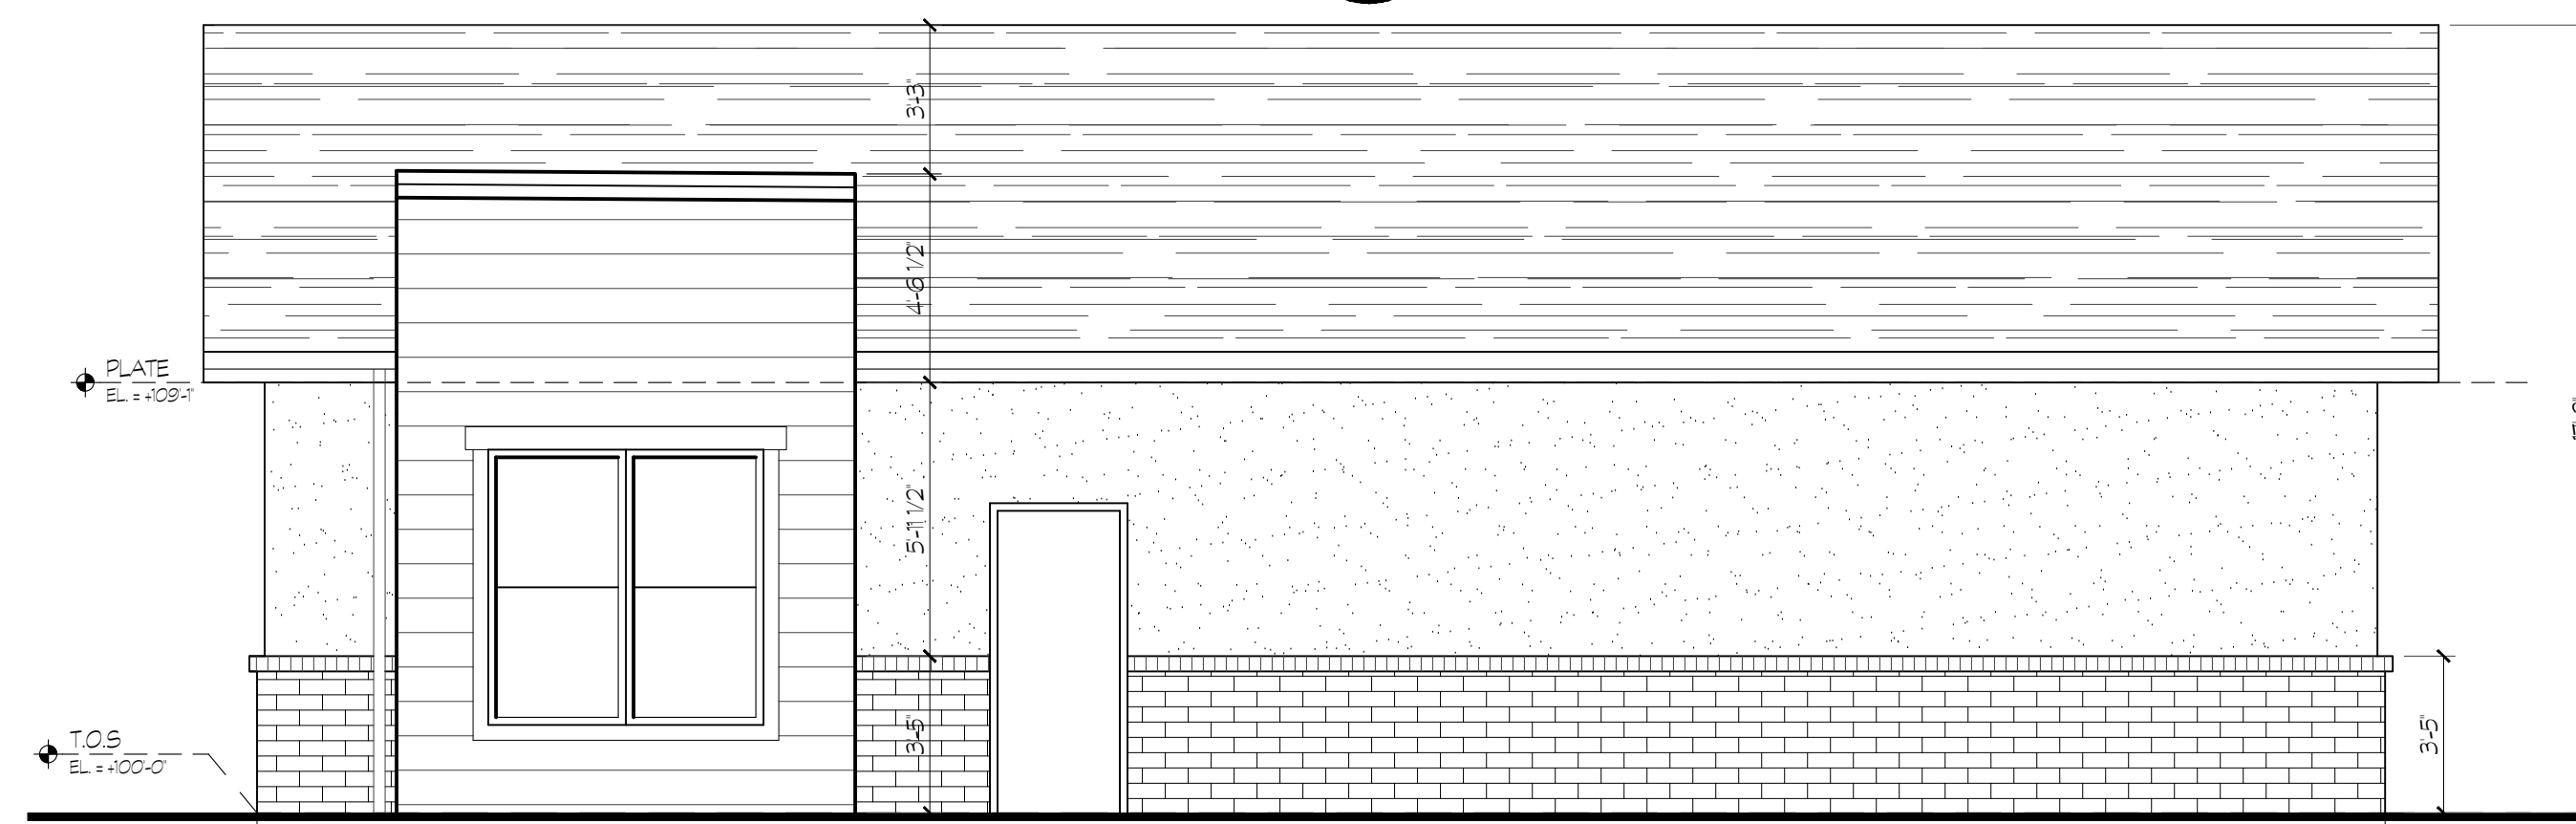 3'-3"
4'-6 1/2"
PLATE
EL. = +109'-1"
5'-11 1/2"
3'-5"
3'-5"
T.O.S
EL. = +100'-0"